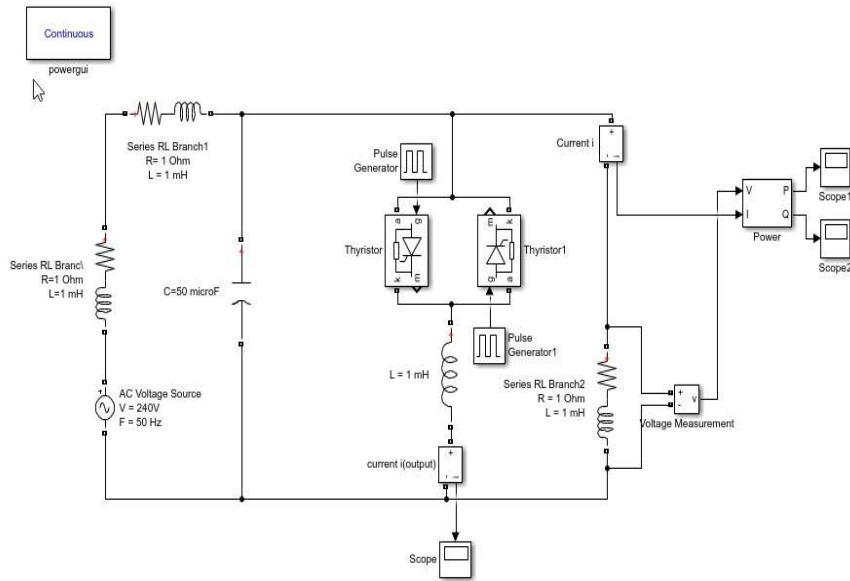 Continuous
powergui
Series RL Branch1
R= 1 Ohm
L = 1 mH
Pulse
Generator
Current i
+
-
V
I
P
Q
Power
Scope1
Scope2
a
g
k
m
Thyristor
m
k
g
a
Thyristor1
Series RL Branc\
R=1 Ohm
L=1 mH
C=50 microF
Pulse
Generator1
L = 1 mH
Series RL Branch2
R = 1 Ohm
L = 1 mH
+
-
v
Voltage Measurement
AC Voltage Source
V = 240V
F = 50 Hz
current i(output)
+
-
Scope